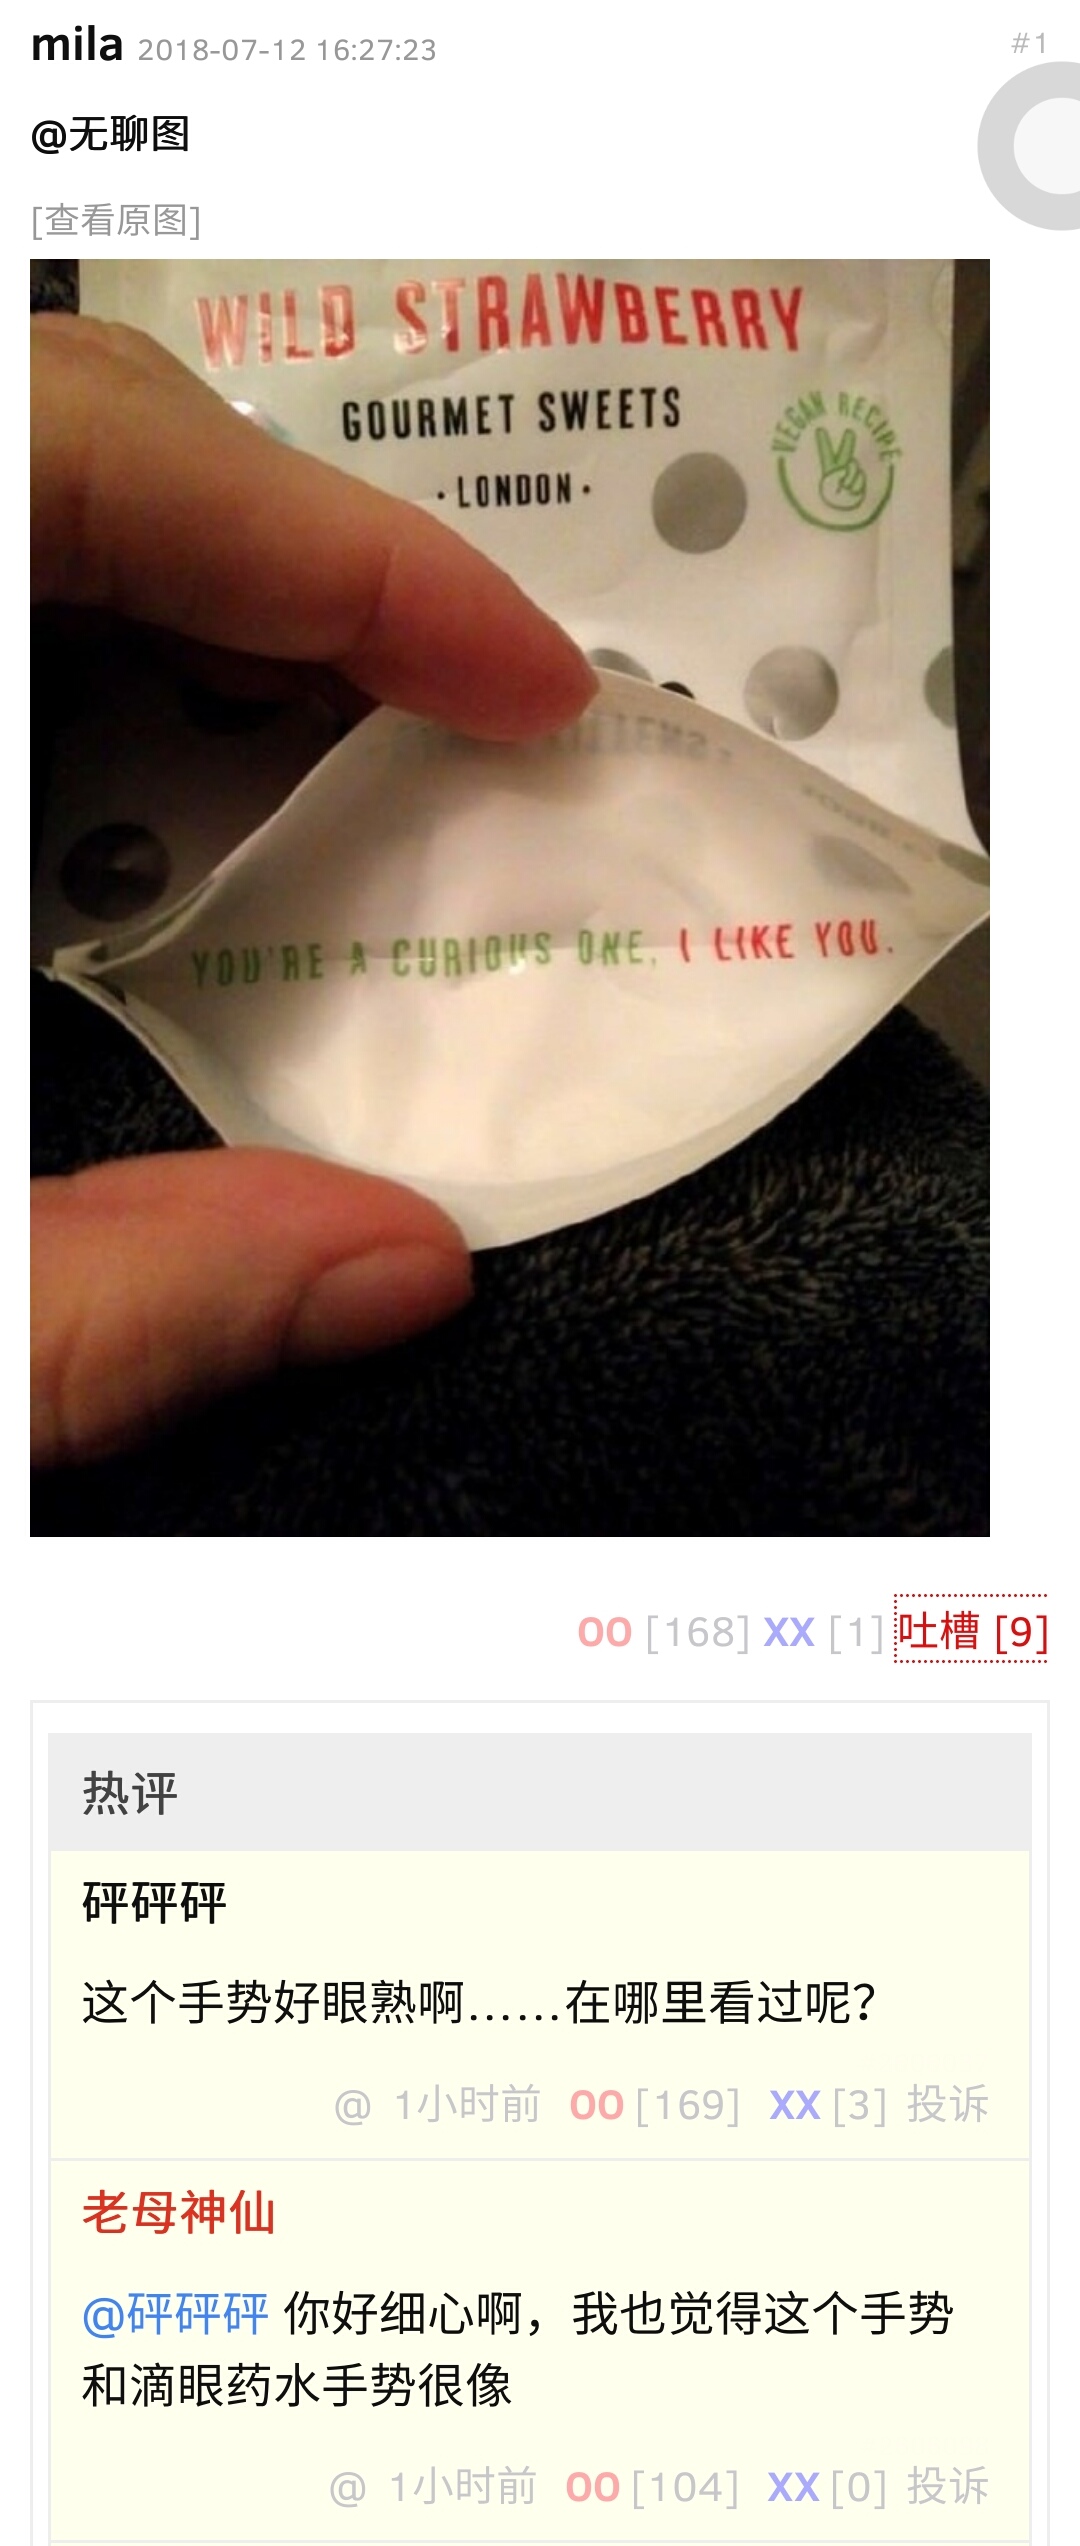 mila 2018-07-12 16:27:23 #1
@无聊图
[查看原图]
WILD STRAWBERRY
GOURMET SWEETS
· LONDON ·
VEGAN RECIPE
YOU'RE A CURIOUS ONE, I LIKE YOU.
OO [168] XX [1] 吐槽 [9]
热评
砰砰砰
这个手势好眼熟啊……在哪里看过呢？
@ 1小时前 OO [169] XX [3] 投诉
老母神仙
@砰砰砰 你好细心啊，我也觉得这个手势
和滴眼药水手势很像
@ 1小时前 OO [104] XX [0] 投诉